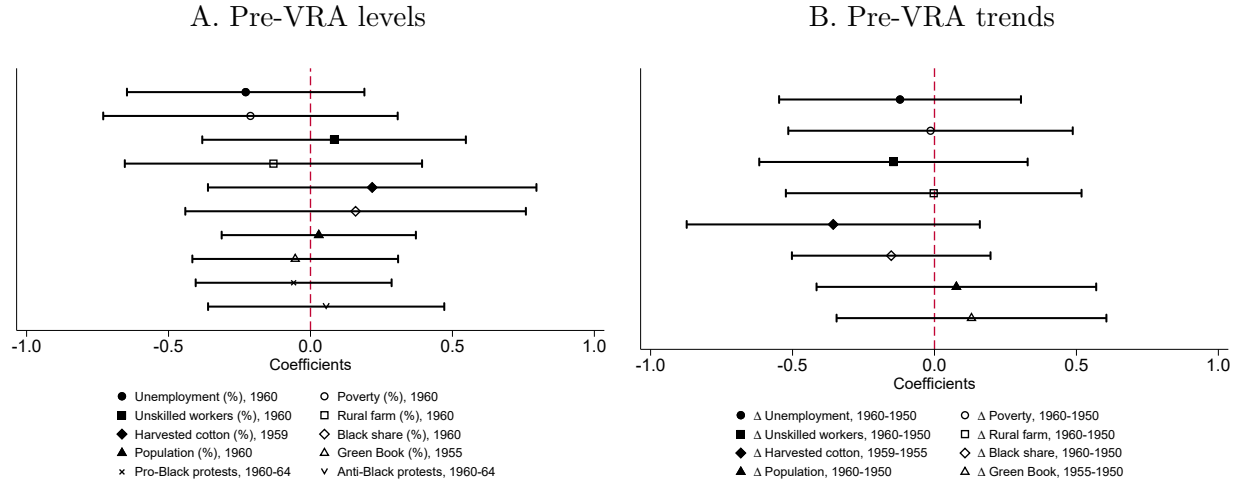 A. Pre-VRA levels
-1.0 -0.5 0.0 0.5 1.0
Coefficients
Unemployment (%), 1960 Poverty (%), 1960
Unskilled workers (%), 1960 Rural farm (%), 1960
Harvested cotton (%), 1959 Black share (%), 1960
Population (%), 1960 Green Book (%), 1955
Pro-Black protests, 1960-64 Anti-Black protests, 1960-64
B. Pre-VRA trends
-1.0 -0.5 0.0 0.5 1.0
Coefficients
Δ Unemployment, 1960-1950 Δ Poverty, 1960-1950
Δ Unskilled workers, 1960-1950 Δ Rural farm, 1960-1950
Δ Harvested cotton, 1959-1955 Δ Black share, 1960-1950
Δ Population, 1960-1950 Δ Green Book, 1955-1950